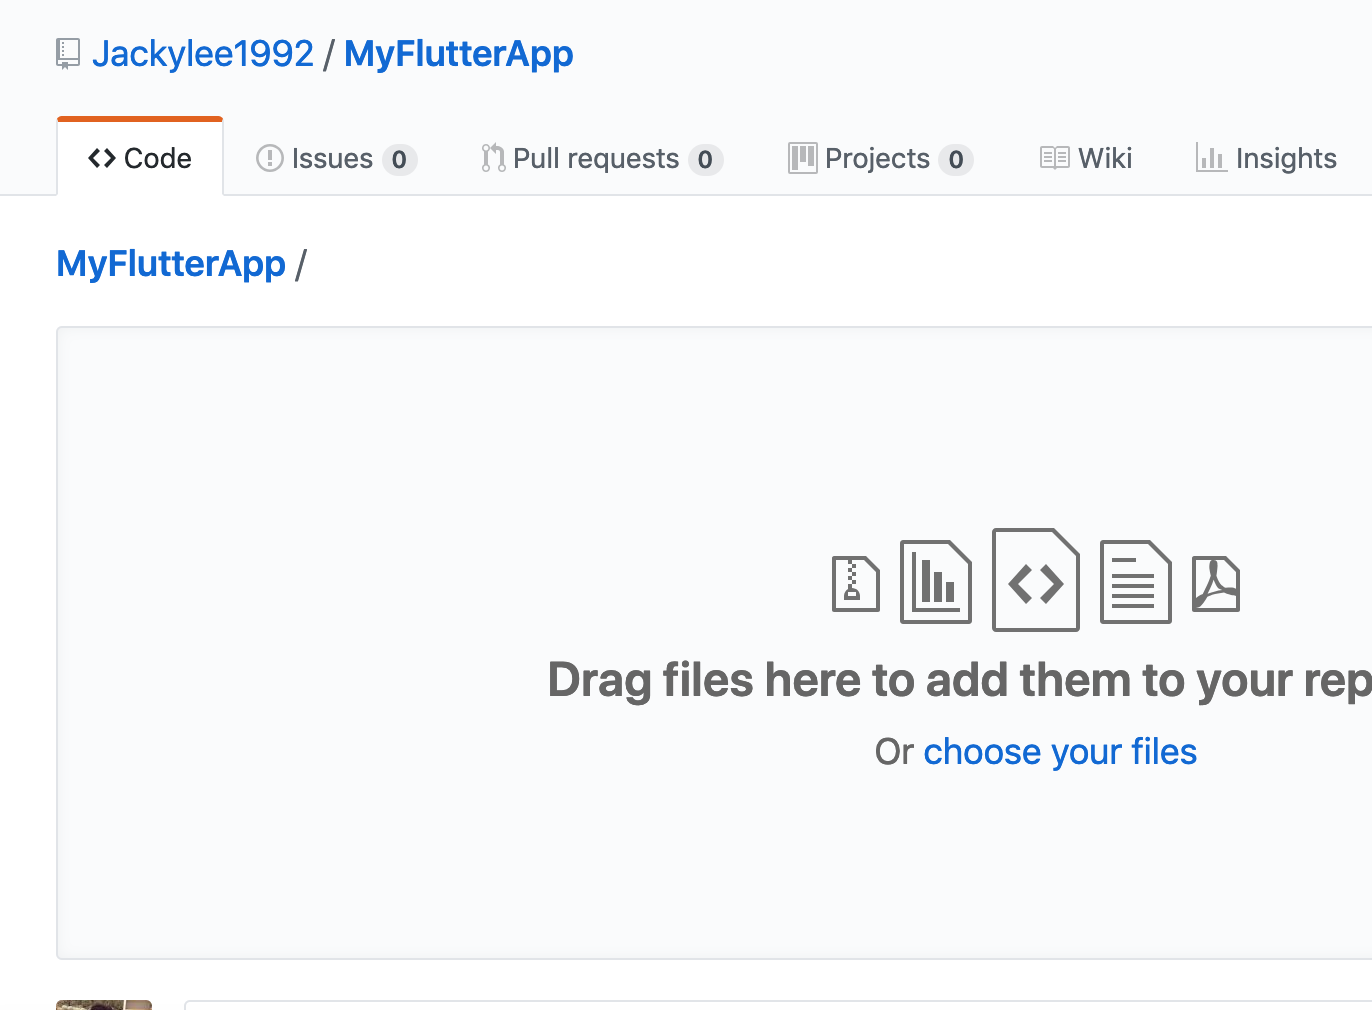 Jackylee1992 / MyFlutterApp
Code Issues 0 Pull requests 0 Projects 0 Wiki Insights
MyFlutterApp /
Drag files here to add them to your rep
Or choose your files